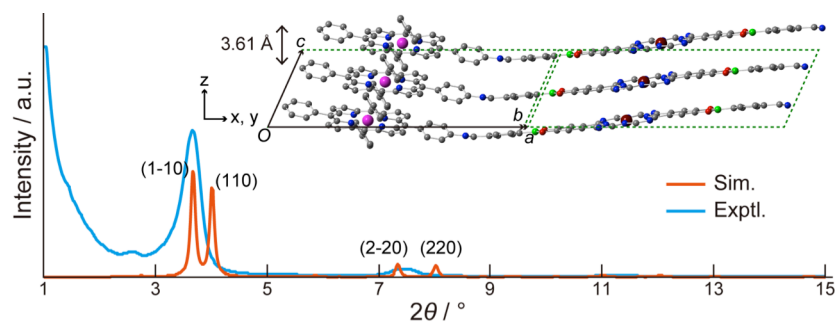 3.61 Å
c
z
x, y
O
b
a
Intensity / a.u.
(1-10)
(110)
(2-20)
(220)
Sim.
Exptl.
1
3
5
7
9
11
13
15
2θ / °